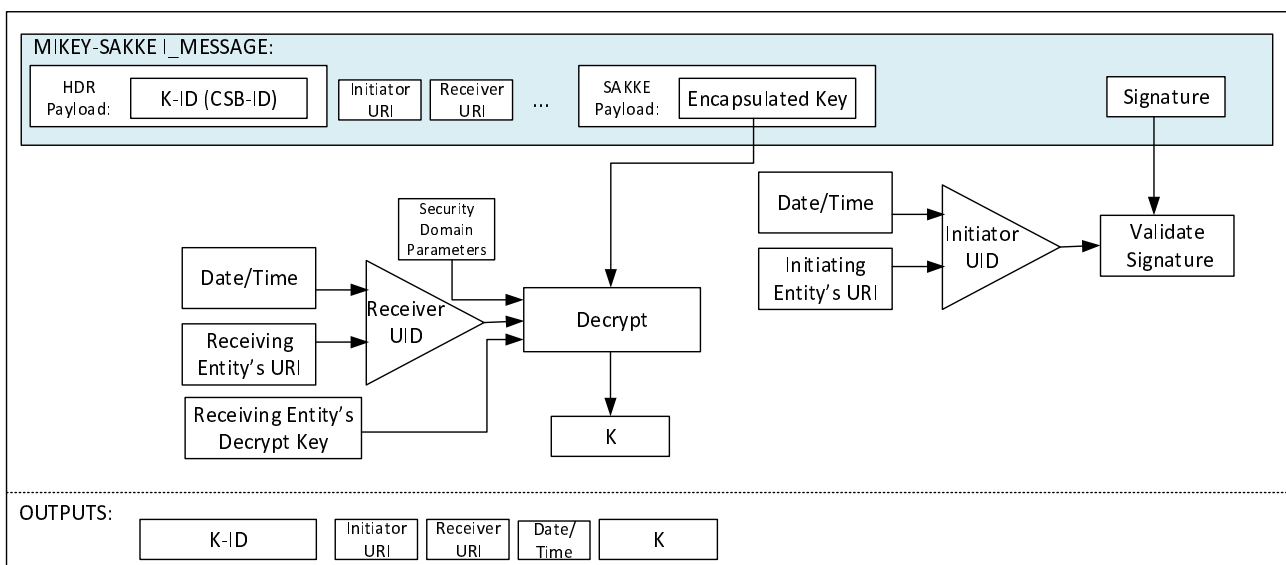 MIKEY-SAKKE I_MESSAGE:
HDR
Payload:
K-ID (CSB-ID)
Initiator
URI
Receiver
URI
...
SAKKE
Payload:
Encapsulated Key
Signature
Security
Domain
Parameters
Date/Time
Receiving
Entity’s URI
Receiver
UID
Receiving Entity’s
Decrypt Key
Decrypt
K
Date/Time
Initiating
Entity’s URI
Initiator
UID
Validate
Signature
OUTPUTS:
K-ID
Initiator
URI
Receiver
URI
Date/
Time
K